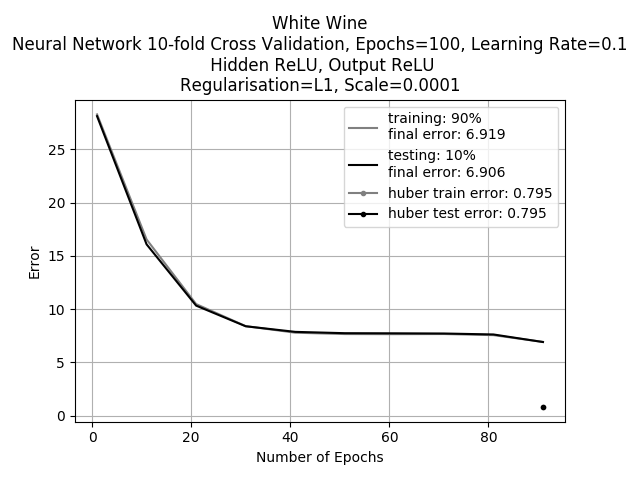 White Wine
Neural Network 10-fold Cross Validation, Epochs=100, Learning Rate=0.1
Hidden ReLU, Output ReLU
Regularisation=L1, Scale=0.0001
training: 90%
final error: 6.919
testing: 10%
final error: 6.906
huber train error: 0.795
huber test error: 0.795
Error
25
20
15
10
5
0
0 20 40 60 80
Number of Epochs